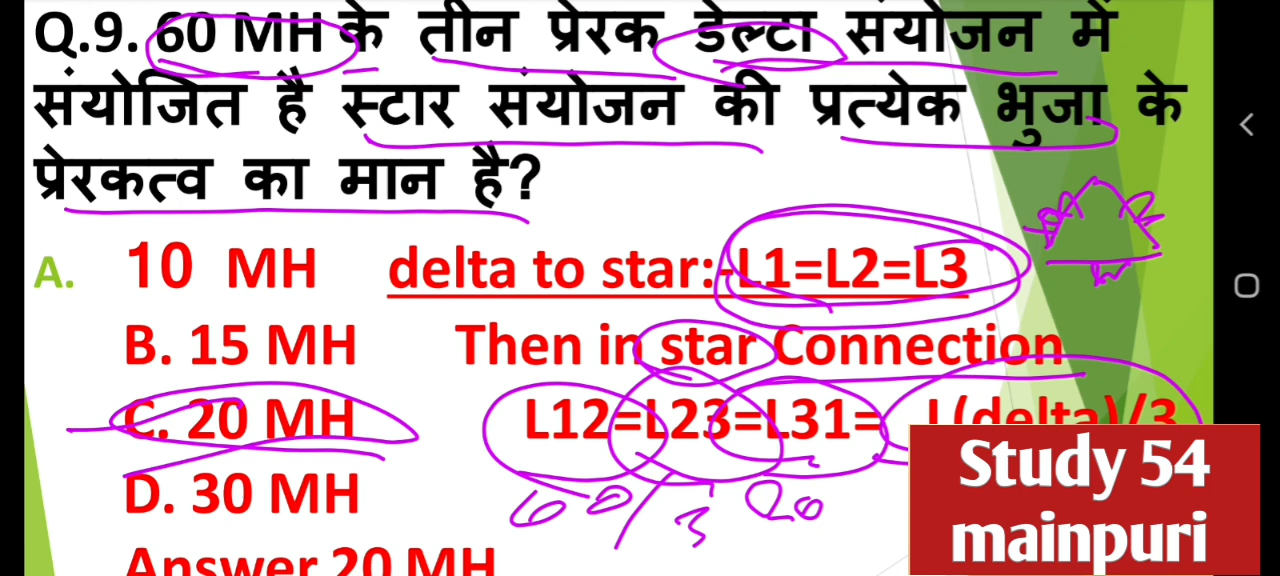 Q.9. 60 MH के तीन प्रेरक डेल्टा संयोजन में
संयोजित है स्टार संयोजन की प्रत्येक भुजा के
प्रेरकत्व का मान है?
A. 10 MH delta to star:-L1=L2=L3
B. 15 MH Then in star Connection
C. 20 MH L12=L23=L31= L(delta)/3
D. 30 MH
60/3 20
Answer 20 MH
Study 54
mainpuri